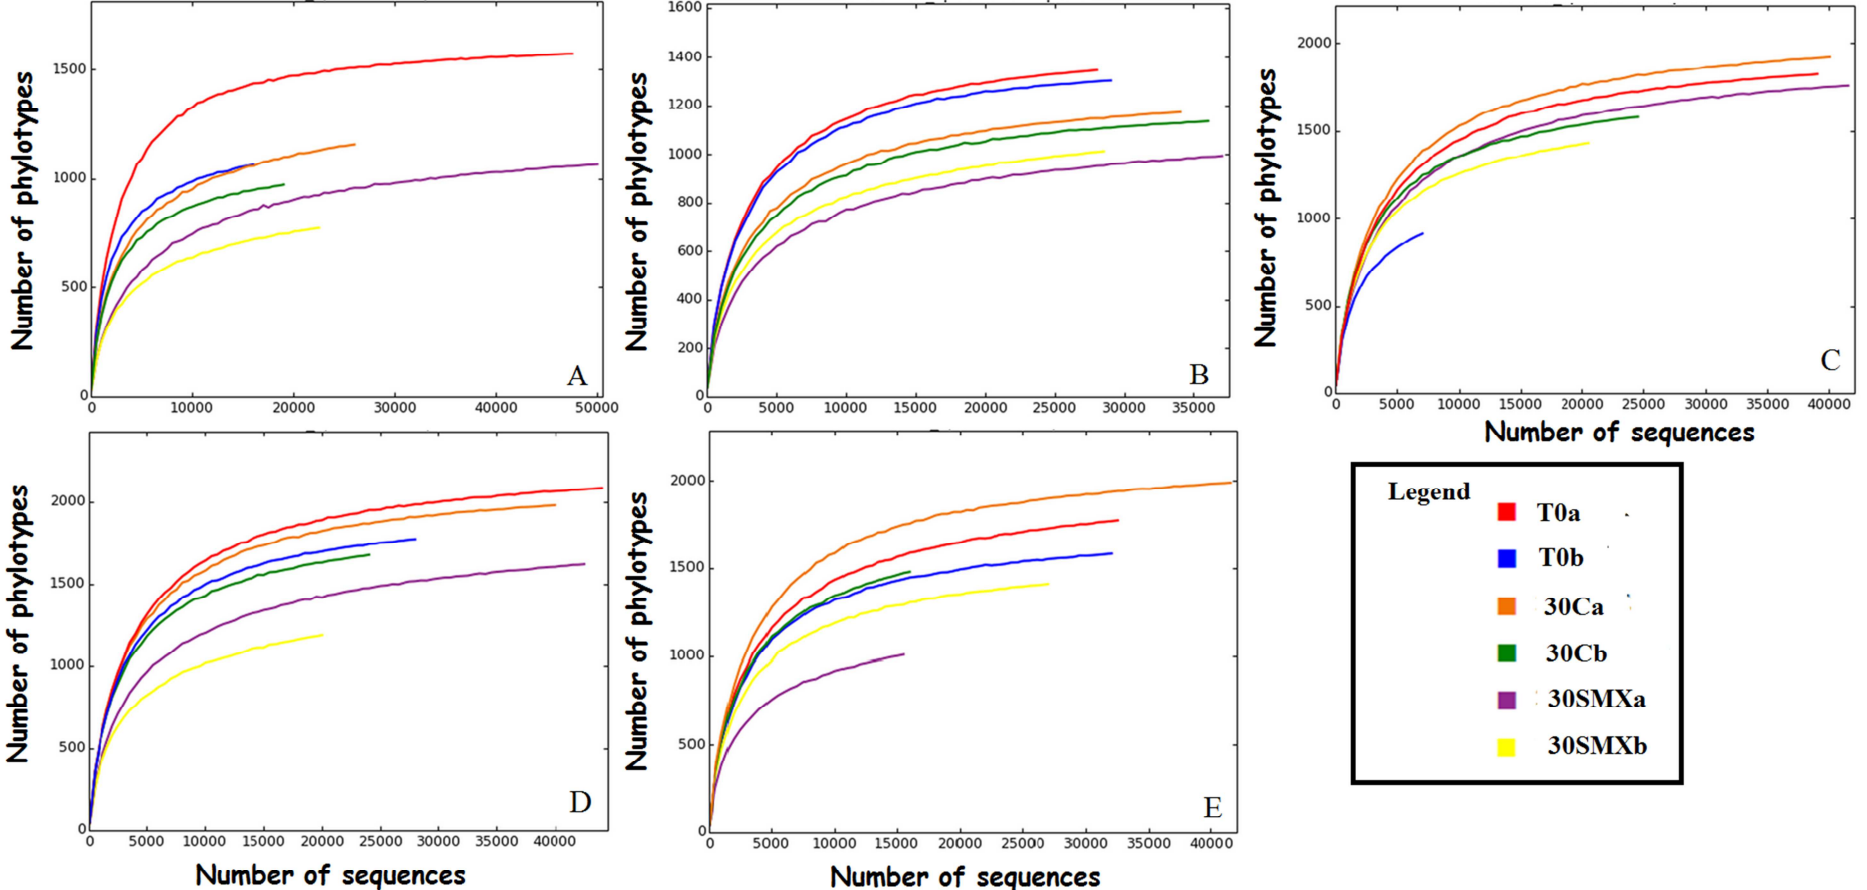 Number of phylotypes
1500
1000
500
0
0 10000 20000 30000 40000 50000
A
Number of phylotypes
1600
1400
1200
1000
800
600
400
200
0
0 5000 10000 15000 20000 25000 30000 35000
B
Number of phylotypes
2000
1500
1000
500
0
0 5000 10000 15000 20000 25000 30000 35000 40000
C
Number of sequences
Number of phylotypes
2000
1500
1000
500
0
0 5000 10000 15000 20000 25000 30000 35000 40000
D
Number of sequences
Number of phylotypes
2000
1500
1000
500
0
0 5000 10000 15000 20000 25000 30000 35000 40000
E
Number of sequences
Legend
T0a
T0b
30Ca
30Cb
30SMXa
30SMXb